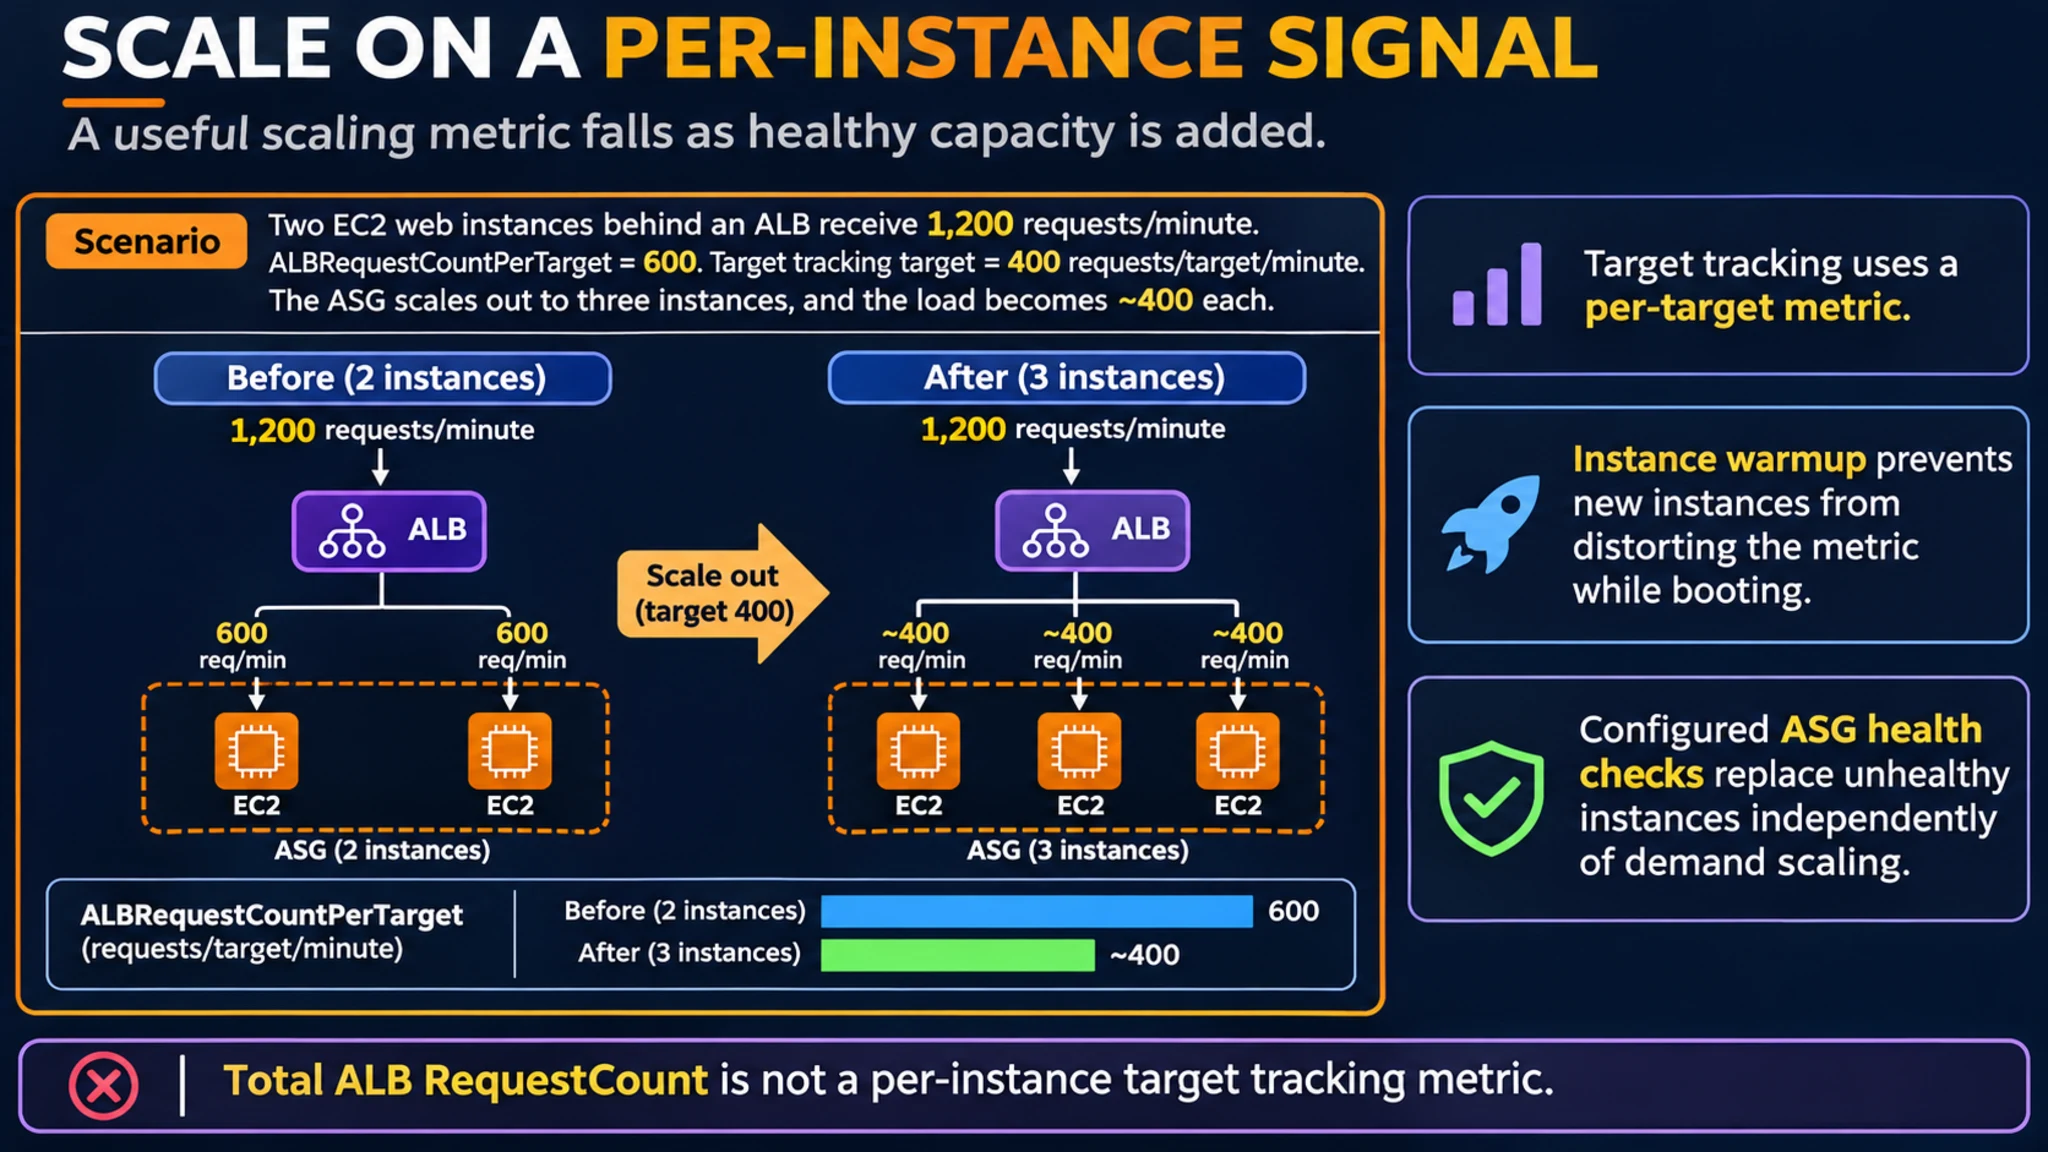 SCALE ON A PER-INSTANCE SIGNAL
A useful scaling metric falls as healthy capacity is added.
Scenario
Two EC2 web instances behind an ALB receive 1,200 requests/minute.
ALBRequestCountPerTarget = 600. Target tracking target = 400 requests/target/minute.
The ASG scales out to three instances, and the load becomes ~400 each.
Before (2 instances)
1,200 requests/minute
ALB
600
req/min
600
req/min
EC2
EC2
ASG (2 instances)
Scale out
(target 400)
After (3 instances)
1,200 requests/minute
ALB
~400
req/min
~400
req/min
~400
req/min
EC2
EC2
EC2
ASG (3 instances)
ALBRequestCountPerTarget
(requests/target/minute)
Before (2 instances)
600
After (3 instances)
~400
Target tracking uses a
per-target metric.
Instance warmup prevents
new instances from
distorting the metric
while booting.
Configured ASG health
checks replace unhealthy
instances independently
of demand scaling.
Total ALB RequestCount is not a per-instance target tracking metric.